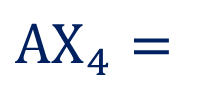 AX₄ =